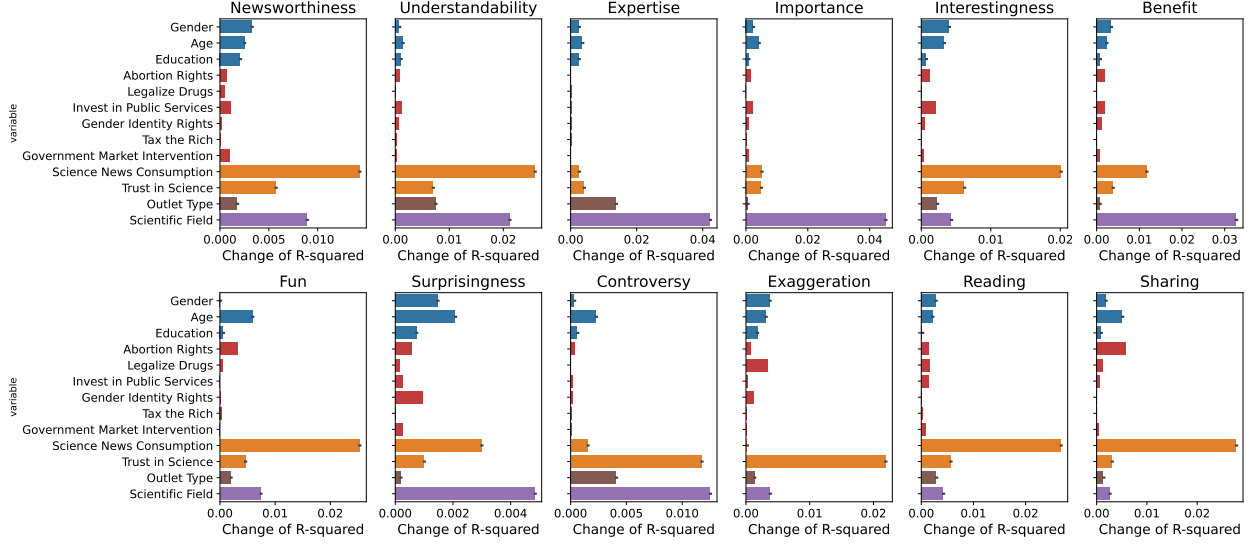 Newsworthiness Understandability Expertise Importance Interestingness Benefit
variable
Gender
Age
Education
Abortion Rights
Legalize Drugs
Invest in Public Services
Gender Identity Rights
Tax the Rich
Government Market Intervention
Science News Consumption
Trust in Science
Outlet Type
Scientific Field
0.0000 0.005 0.010 0.00 0.01 0.02 0.00 0.02 0.04 0.00 0.02 0.04 0.00 0.01 0.02 0.00 0.01 0.02 0.03
Change of R-squared Change of R-squared Change of R-squared Change of R-squared Change of R-squared Change of R-squared
Fun Surprisingness Controversy Exaggeration Reading Sharing
variable
Gender
Age
Education
Abortion Rights
Legalize Drugs
Invest in Public Services
Gender Identity Rights
Tax the Rich
Government Market Intervention
Science News Consumption
Trust in Science
Outlet Type
Scientific Field
0.00 0.01 0.02 0.000 0.002 0.004 0.000 0.005 0.010 0.00 0.01 0.02 0.00 0.01 0.02 0.00 0.01 0.02
Change of R-squared Change of R-squared Change of R-squared Change of R-squared Change of R-squared Change of R-squared